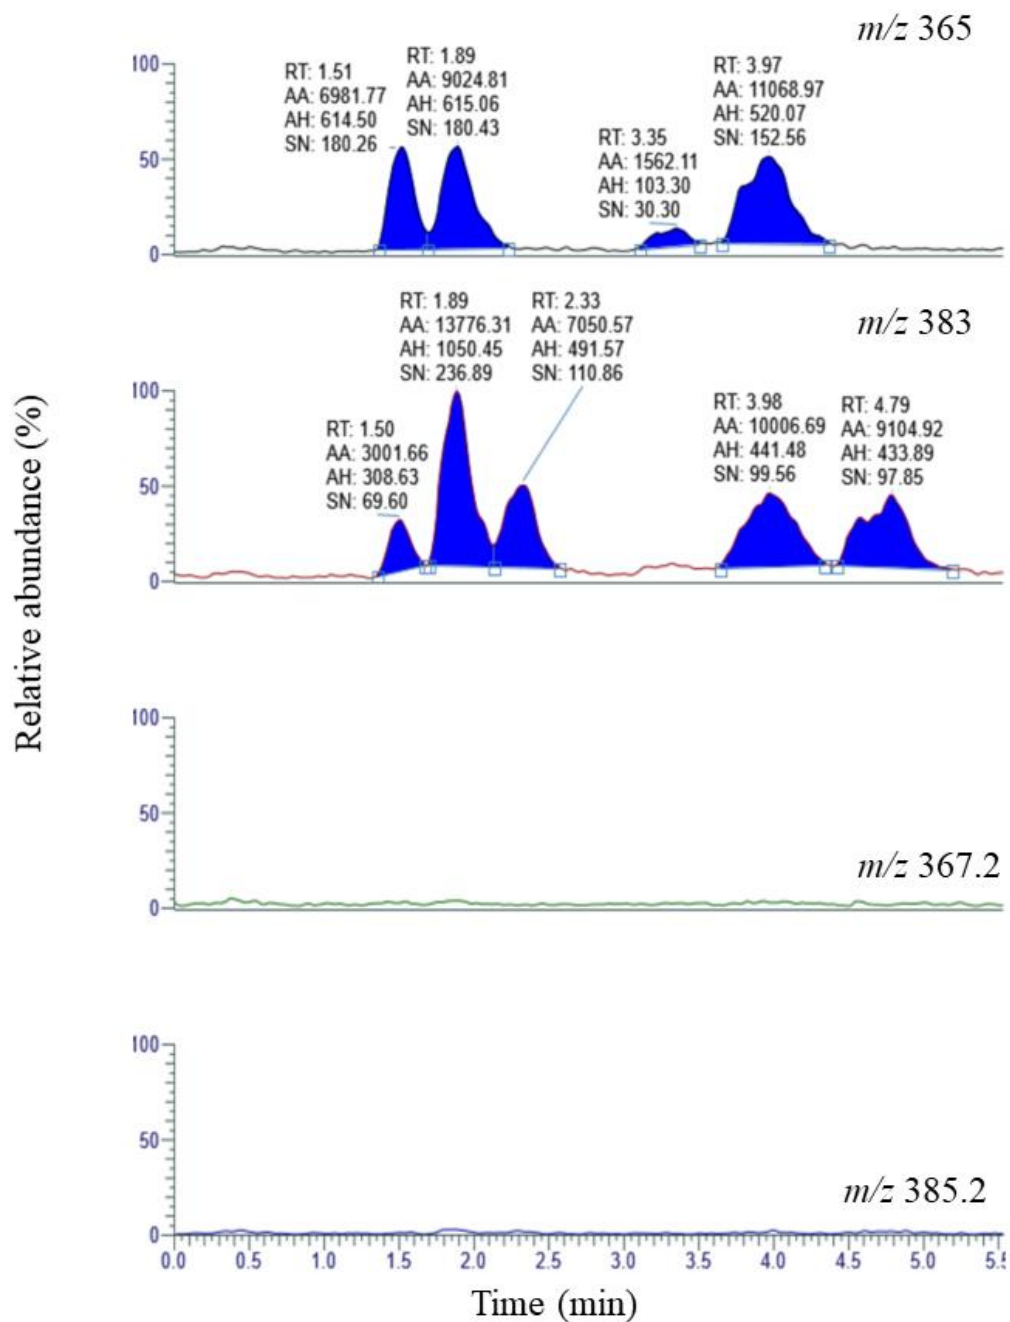 m/z 365
RT: 1.51
AA: 6981.77
AH: 614.50
SN: 180.26
RT: 1.89
AA: 9024.81
AH: 615.06
SN: 180.43
RT: 3.35
AA: 1562.11
AH: 103.30
SN: 30.30
RT: 3.97
AA: 11068.97
AH: 520.07
SN: 152.56
100
50
0
m/z 383
RT: 1.50
AA: 3001.66
AH: 308.63
SN: 69.60
RT: 1.89
AA: 13776.31
AH: 1050.45
SN: 236.89
RT: 2.33
AA: 7050.57
AH: 491.57
SN: 110.86
RT: 3.98
AA: 10006.69
AH: 441.48
SN: 99.56
RT: 4.79
AA: 9104.92
AH: 433.89
SN: 97.85
100
50
0
Relative abundance (%)
100
50
0
m/z 367.2
100
50
0
m/z 385.2
0.0 0.5 1.0 1.5 2.0 2.5 3.0 3.5 4.0 4.5 5.0
Time (min)